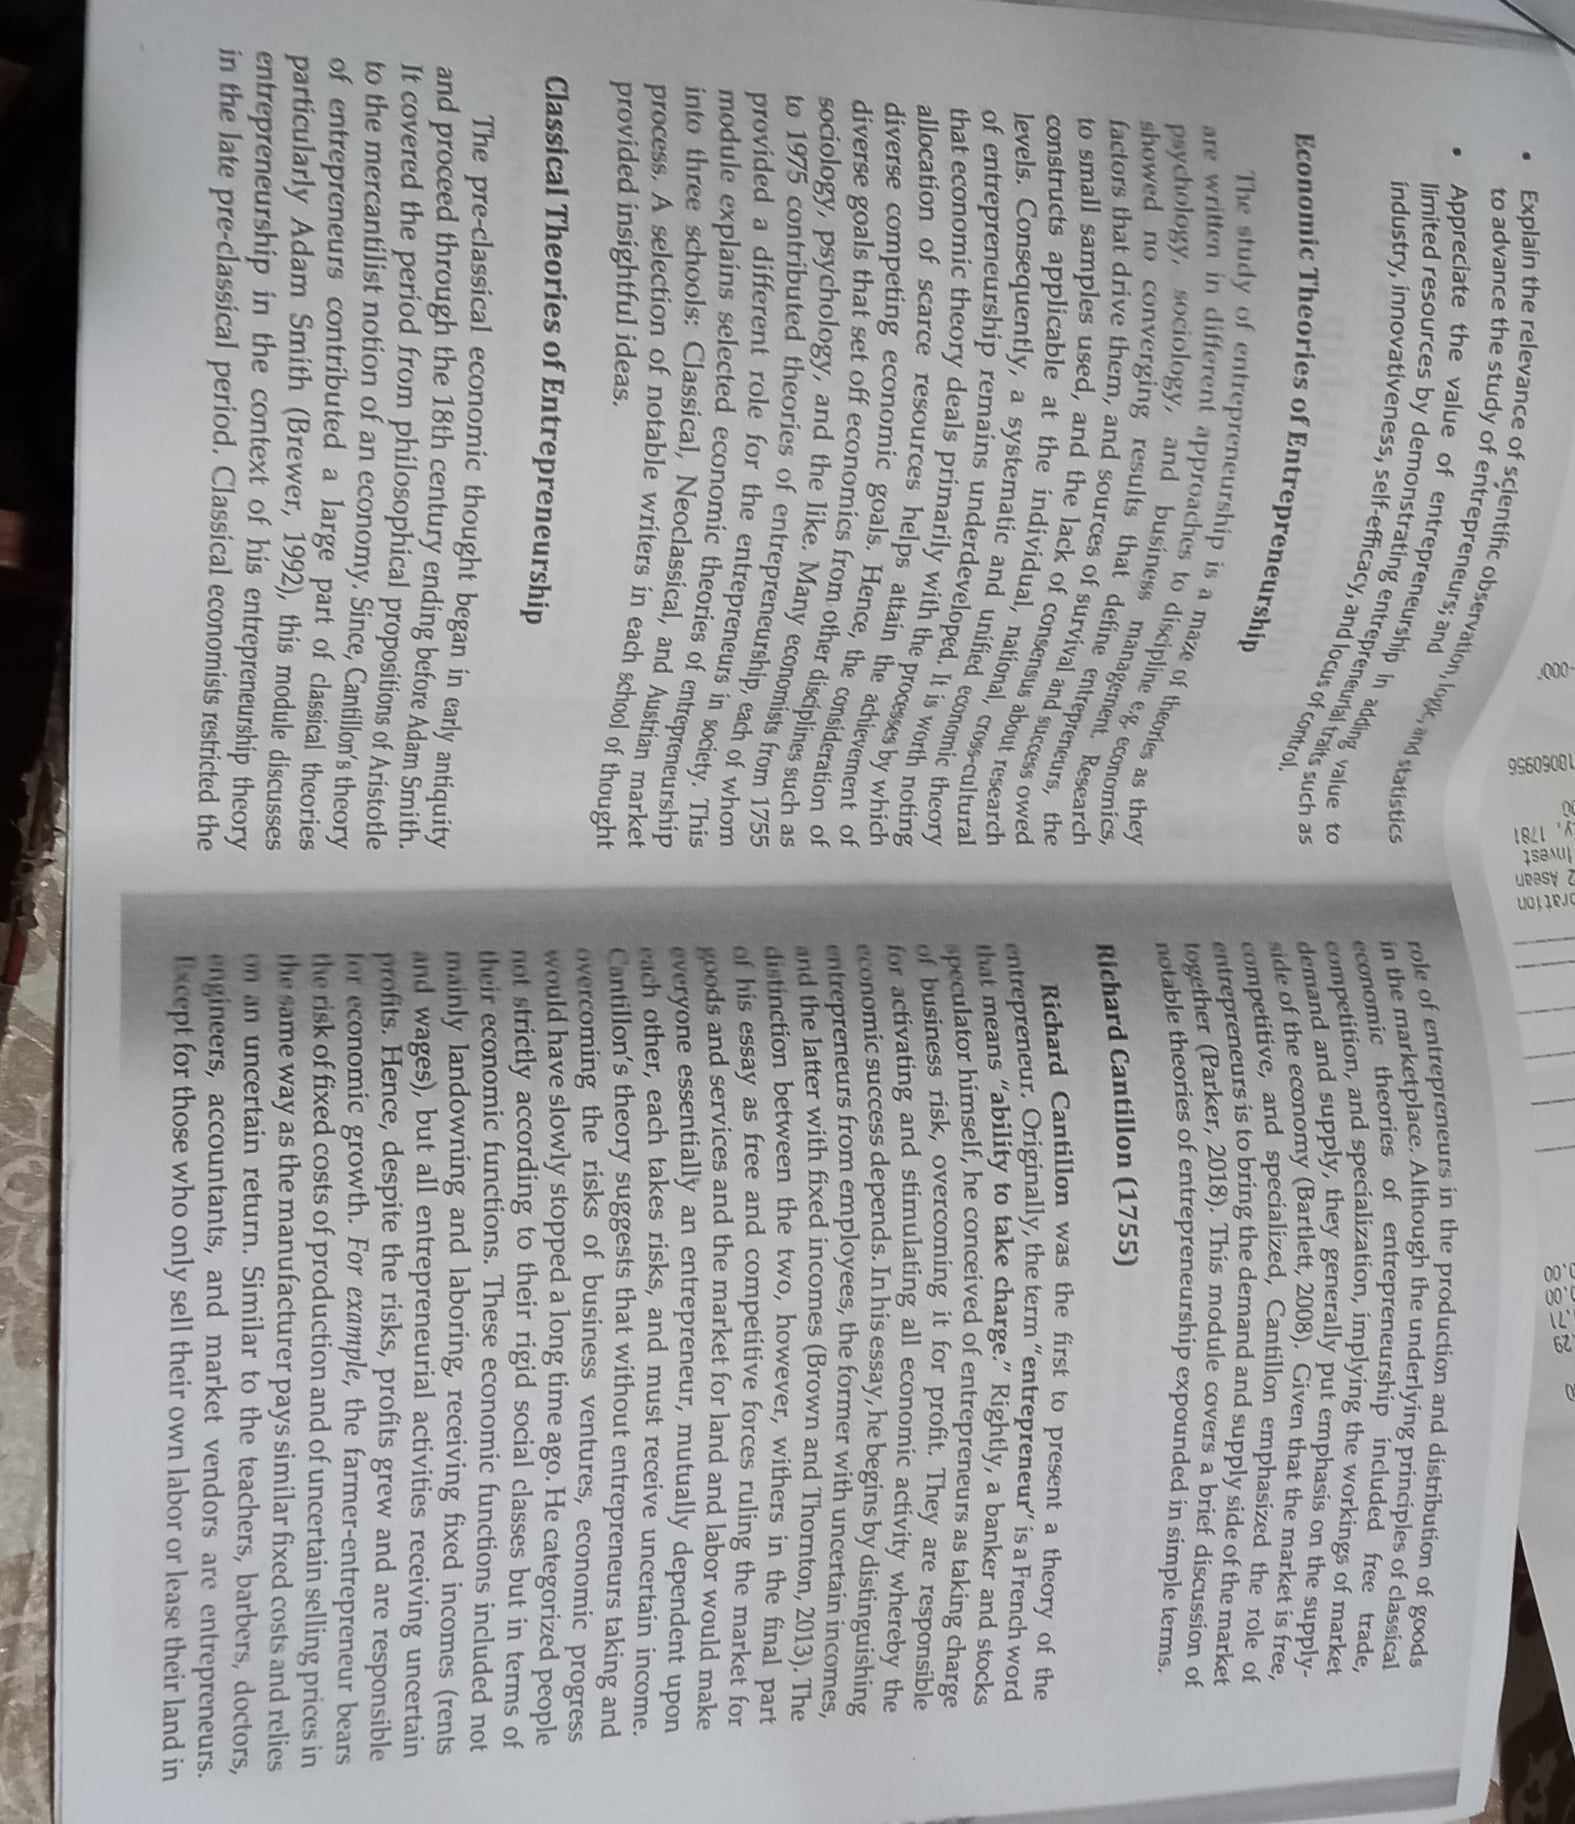 -000-
18060956
00
y, 1781
Invest
2 Asean
oration
0.00
0.00
.71
.29
• Explain the relevance of scientific observation, logic, and statistics
to advance the study of entrepreneurs; and
• Appreciate the value of entrepreneurship in adding value to
limited resources by demonstrating entrepreneurial traits such as
industry, innovativeness, self-efficacy, and locus of control.
Economic Theories of Entrepreneurship
The study of entrepreneurship is a maze of theories as they
are written in different approaches to discipline e.g. economics,
psychology, sociology, and business management. Research
showed no converging results that define entrepreneurs, the
factors that drive them, and sources of survival and success owed
to small samples used, and the lack of consensus about research
constructs applicable at the individual, national, cross-cultural
levels. Consequently, a systematic and unified economic theory
of entrepreneurship remains underdeveloped. It is worth noting
that economic theory deals primarily with the processes by which
allocation of scarce resources helps attain the achievement of
diverse competing economic goals. Hence, the consideration of
diverse goals that set off economics from other disciplines such as
sociology, psychology, and the like. Many economists from 1755
to 1975 contributed theories of entrepreneurship, each of whom
provided a different role for the entrepreneurs in society. This
module explains selected economic theories of entrepreneurship
into three schools: Classical, Neoclassical, and Austrian market
process. A selection of notable writers in each school of thought
provided insightful ideas.
Classical Theories of Entrepreneurship
The pre-classical economic thought began in early antiquity
and proceed through the 18th century ending before Adam Smith.
It covered the period from philosophical propositions of Aristotle
to the mercantilist notion of an economy. Since, Cantillon's theory
of entrepreneurs contributed a large part of classical theories
particularly Adam Smith (Brewer, 1992), this module discusses
entrepreneurship in the context of his entrepreneurship theory
in the late pre-classical period. Classical economists restricted the
role of entrepreneurs in the production and distribution of goods
in the marketplace. Although the underlying principles of classical
economic theories of entrepreneurship included free trade,
competition, and specialization, implying the workings of market
demand and supply, they generally put emphasis on the supply-
side of the economy (Bartlett, 2008). Given that the market is free,
competitive, and specialized, Cantillon emphasized the role of
entrepreneurs is to bring the demand and supply side of the market
together (Parker, 2018). This module covers a brief discussion of
notable theories of entrepreneurship expounded in simple terms.
Richard Cantillon (1755)
Richard Cantillon was the first to present a theory of the
entrepreneur. Originally, the term "entrepreneur" is a French word
that means "ability to take charge." Rightly, a banker and stocks
speculator himself, he conceived of entrepreneurs as taking charge
of business risk, overcoming it for profit. They are responsible
for activating and stimulating all economic activity whereby the
economic success depends. In his essay, he begins by distinguishing
entrepreneurs from employees, the former with uncertain incomes,
and the latter with fixed incomes (Brown and Thornton, 2013). The
distinction between the two, however, withers in the final part
of his essay as free and competitive forces ruling the market for
goods and services and the market for land and labor would make
everyone essentially an entrepreneur, mutually dependent upon
each other, each takes risks, and must receive uncertain income.
Cantillon's theory suggests that without entrepreneurs taking and
overcoming the risks of business ventures, economic progress
would have slowly stopped a long time ago. He categorized people
not strictly according to their rigid social classes but in terms of
their economic functions. These economic functions included not
mainly landowning and laboring, receiving fixed incomes (rents
and wages), but all entrepreneurial activities receiving uncertain
profits. Hence, despite the risks, profits grew and are responsible
for economic growth. For example, the farmer-entrepreneur bears
the risk of fixed costs of production and of uncertain selling prices in
the same way as the manufacturer pays similar fixed costs and relies
on an uncertain return. Similar to the teachers, barbers, doctors,
engineers, accountants, and market vendors are entrepreneurs.
Except for those who only sell their own labor or lease their land in